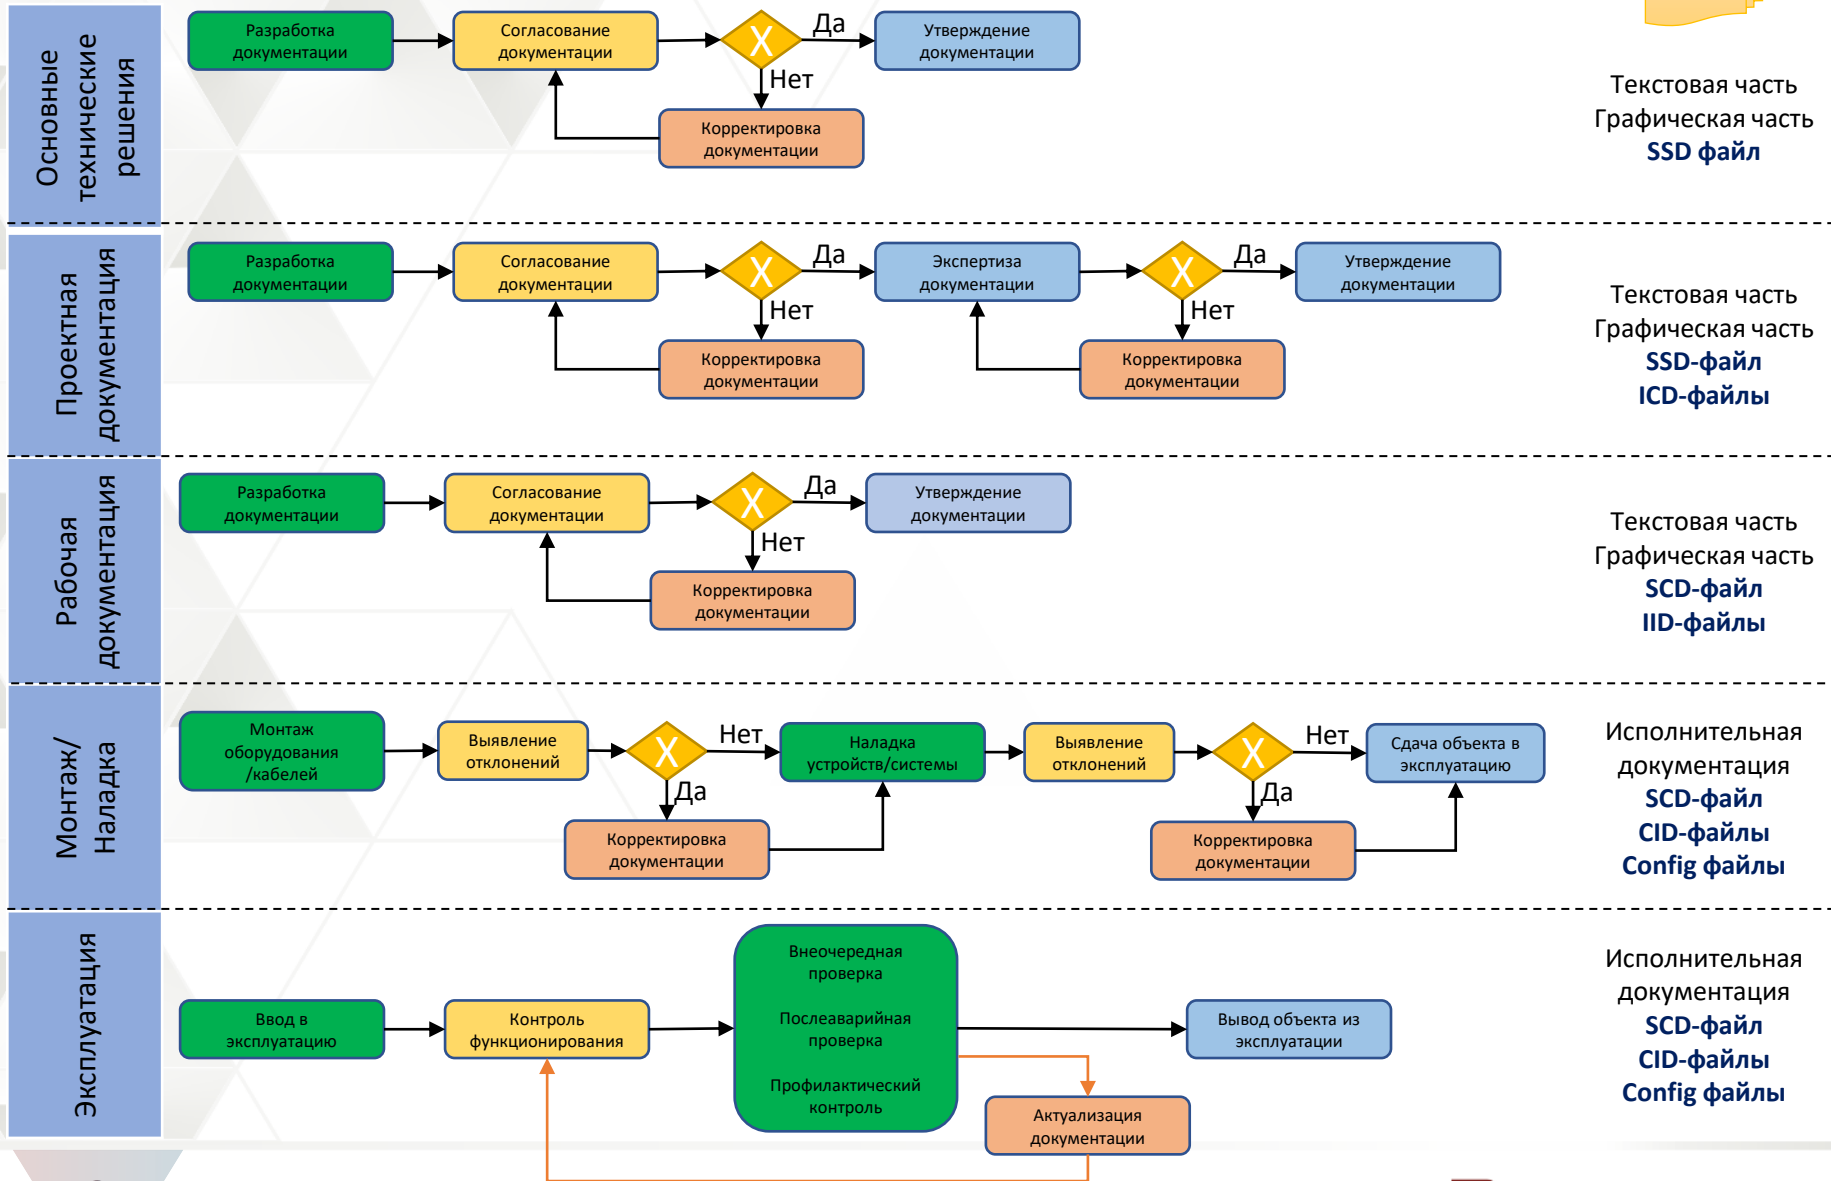 Основные
технические
решения
Разработка
документации
Согласование
документации
X
Да
Нет
Утверждение
документации
Корректировка
документации
Текстовая часть
Графическая часть
SSD файл
Проектная
документация
Разработка
документации
Согласование
документации
X
Да
Нет
Экспертиза
документации
X
Да
Нет
Утверждение
документации
Корректировка
документации
Корректировка
документации
Текстовая часть
Графическая часть
SSD-файл
ICD-файлы
Рабочая
документация
Разработка
документации
Согласование
документации
X
Да
Нет
Утверждение
документации
Корректировка
документации
Текстовая часть
Графическая часть
SCD-файл
IID-файлы
Монтаж/
Наладка
Монтаж
оборудования
/кабелей
Выявление
отклонений
X
Нет
Да
Наладка
устройств/системы
Выявление
отклонений
X
Нет
Да
Сдача объекта в
эксплуатацию
Корректировка
документации
Корректировка
документации
Исполнительная
документация
SCD-файл
CID-файлы
Config файлы
Эксплуатация
Ввод в
эксплуатацию
Контроль
функционирования
Внеочередная
проверка
Послеаварийная
проверка
Профилактический
контроль
Вывод объекта из
эксплуатации
Актуализация
документации
Исполнительная
документация
SCD-файл
CID-файлы
Config файлы